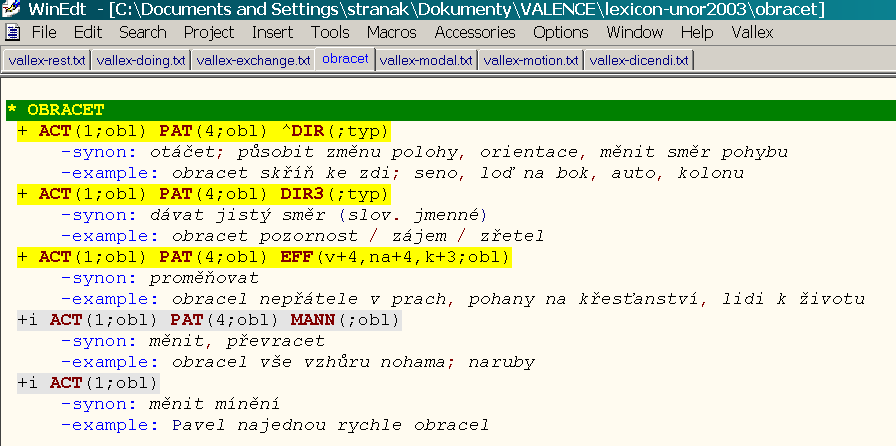 WinEdt - [C:\Documents and Settings\stranak\Dokumenty\VALENCE\lexicon-unor2003\obracet]
File Edit Search Project Insert Tools Macros Accessories Options Window Help Vallex
vallex-rest.txt vallex-doing.txt vallex-exchange.txt obracet vallex-modal.txt vallex-motion.txt vallex-dicendi.txt
* OBRACET
+ ACT(1;obl) PAT(4;obl) ^DIR(;typ)
-synon: otáčet; působit změnu polohy, orientace, měnit směr pohybu
-example: obracet skříň ke zdi; seno, loď na bok, auto, kolonu
+ ACT(1;obl) PAT(4;obl) DIR3(;typ)
-synon: dávat jistý směr (slov. jmenné)
-example: obracet pozornost / zájem / zřetel
+ ACT(1;obl) PAT(4;obl) EFF(v+4,na+4,k+3;obl)
-synon: proměňovat
-example: obracel nepřátele v prach, pohany na křesťanství, lidi k životu
+i ACT(1;obl) PAT(4;obl) MANN(;obl)
-synon: měnit, převracet
-example: obracel vše vzhůru nohama; naruby
+i ACT(1;obl)
-synon: měnit mínění
-example: Pavel najednou rychle obracel